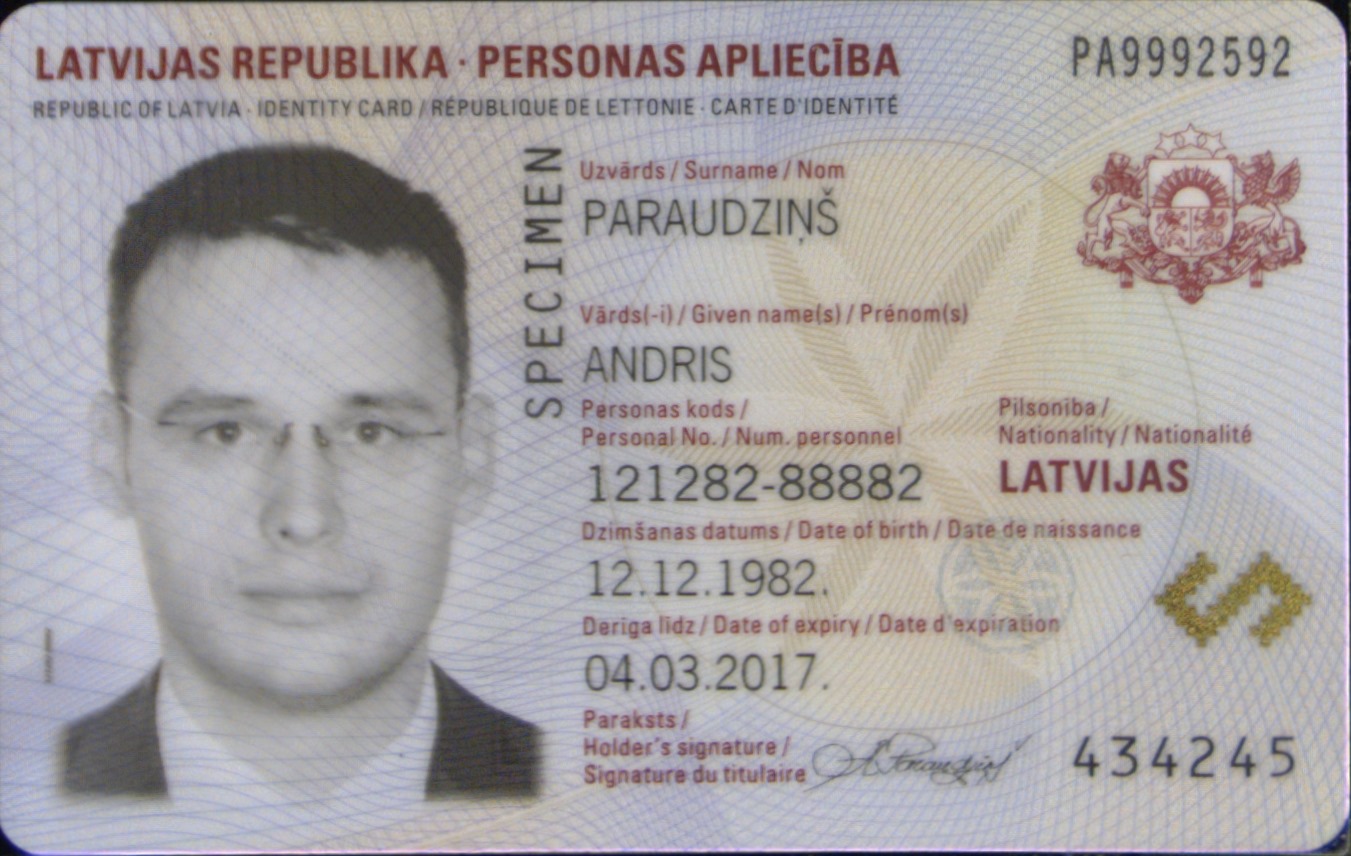 LATVIJAS REPUBLIKA · PERSONAS APLIECĪBA
PA9992592
REPUBLIC OF LATVIA · IDENTITY CARD / RÉPUBLIQUE DE LETTONIE · CARTE D'IDENTITÉ
SPECIMEN
Uzvārds / Surname / Nom
PARAUDZIŅŠ
Vārds(-i) / Given name(s) / Prénom(s)
ANDRIS
Personas kods /
Personal No. / Num. personnel
121282-88882
Pilsonība /
Nationality / Nationalité
LATVIJAS
Dzimšanas datums / Date of birth / Date de naissance
12.12.1982.
Derīga līdz / Date of expiry / Date d'expiration
04.03.2017.
Paraksts /
Holder's signature /
Signature du titulaire
434245